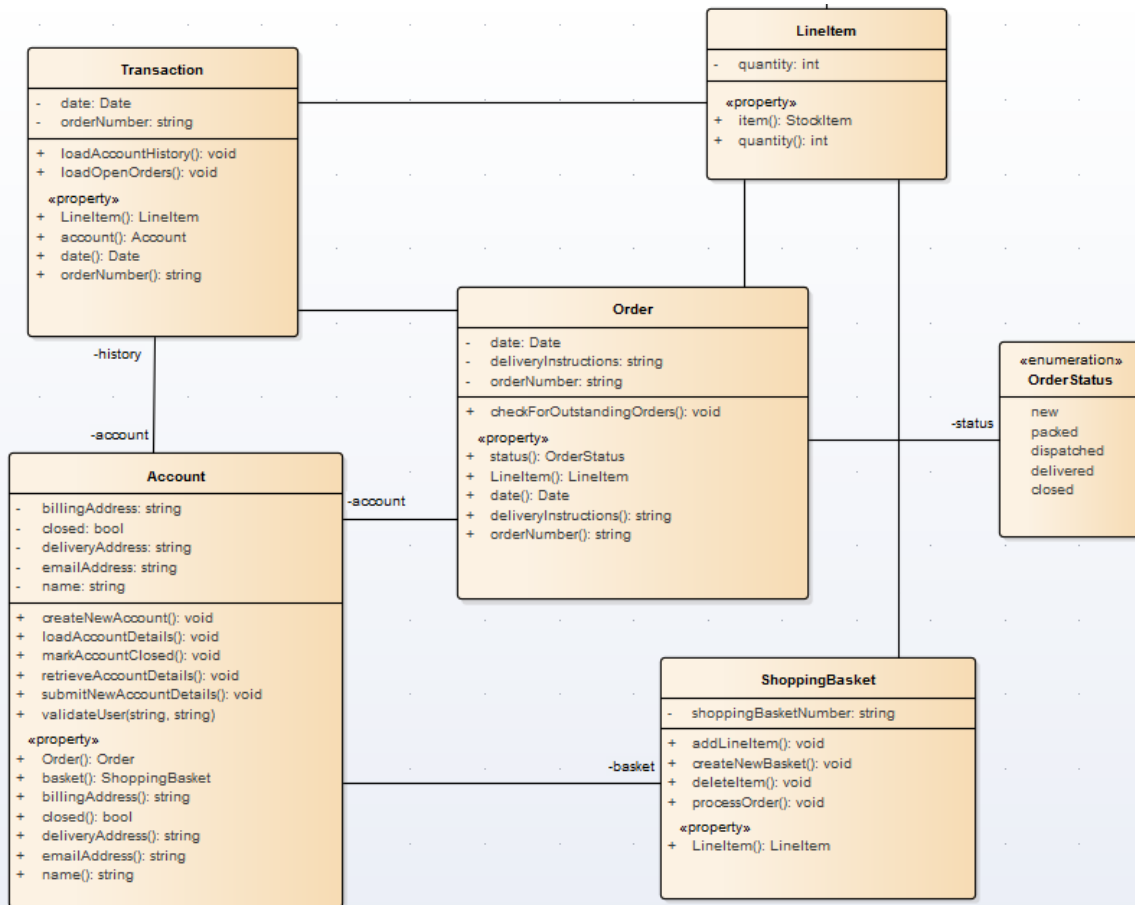 LineItem
- quantity: int
«property»
+ item(): StockItem
+ quantity(): int
Transaction
- date: Date
- orderNumber: string
+ loadAccountHistory(): void
+ loadOpenOrders(): void
«property»
+ LineItem(): LineItem
+ account(): Account
+ date(): Date
+ orderNumber(): string
-history
-account
Order
- date: Date
- deliveryInstructions: string
- orderNumber: string
+ checkForOutstandingOrders(): void
«property»
+ status(): OrderStatus
+ LineItem(): LineItem
+ date(): Date
+ deliveryInstructions(): string
+ orderNumber(): string
-status
«enumeration»
OrderStatus
new
packed
dispatched
delivered
closed
-account
Account
- billingAddress: string
- closed: bool
- deliveryAddress: string
- emailAddress: string
- name: string
+ createNewAccount(): void
+ loadAccountDetails(): void
+ markAccountClosed(): void
+ retrieveAccountDetails(): void
+ submitNewAccountDetails(): void
+ validateUser(string, string)
«property»
+ Order(): Order
+ basket(): ShoppingBasket
+ billingAddress(): string
+ closed(): bool
+ deliveryAddress(): string
+ emailAddress(): string
+ name(): string
-basket
ShoppingBasket
- shoppingBasketNumber: string
+ addLineItem(): void
+ createNewBasket(): void
+ deleteItem(): void
+ processOrder(): void
«property»
+ LineItem(): LineItem